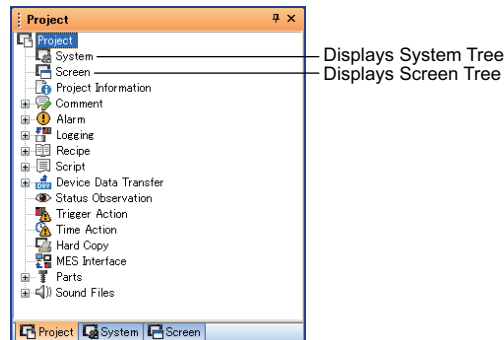 Project
Project
System
Screen
Project Information
Comment
Alarm
Logging
Recipe
Script
Device Data Transfer
Status Observation
Trigger Action
Time Action
Hard Copy
MES Interface
Parts
Sound Files
Project System Screen
Displays System Tree
Displays Screen Tree